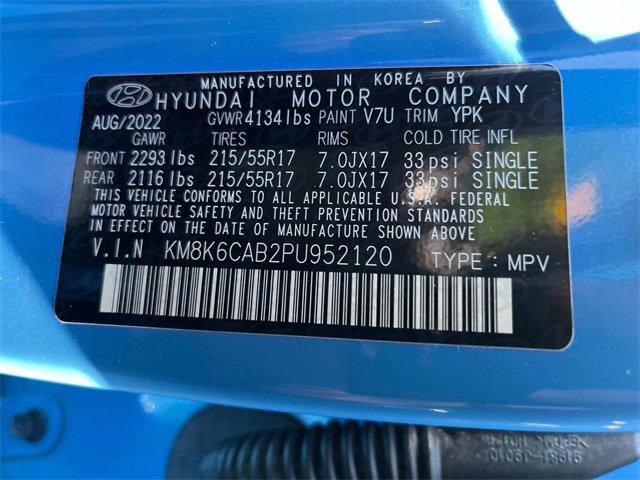 MANUFACTURED IN KOREA BY
HYUNDAI MOTOR COMPANY
AUG/2022 GVWR 4134lbs PAINT V7U TRIM YPK
GAWR TIRES RIMS COLD TIRE INFL
FRONT 2293lbs 215/55R17 7.0JX17 33psi SINGLE
REAR 2116lbs 215/55R17 7.0JX17 33psi SINGLE
THIS VEHICLE CONFORMS TO ALL APPLICABLE U.S.A. FEDERAL
MOTOR VEHICLE SAFETY AND THEFT PREVENTION STANDARDS
IN EFFECT ON THE DATE OF MANUFACTURE SHOWN ABOVE.
V.I.N KM8K6CAB2PU952120 TYPE: MPV